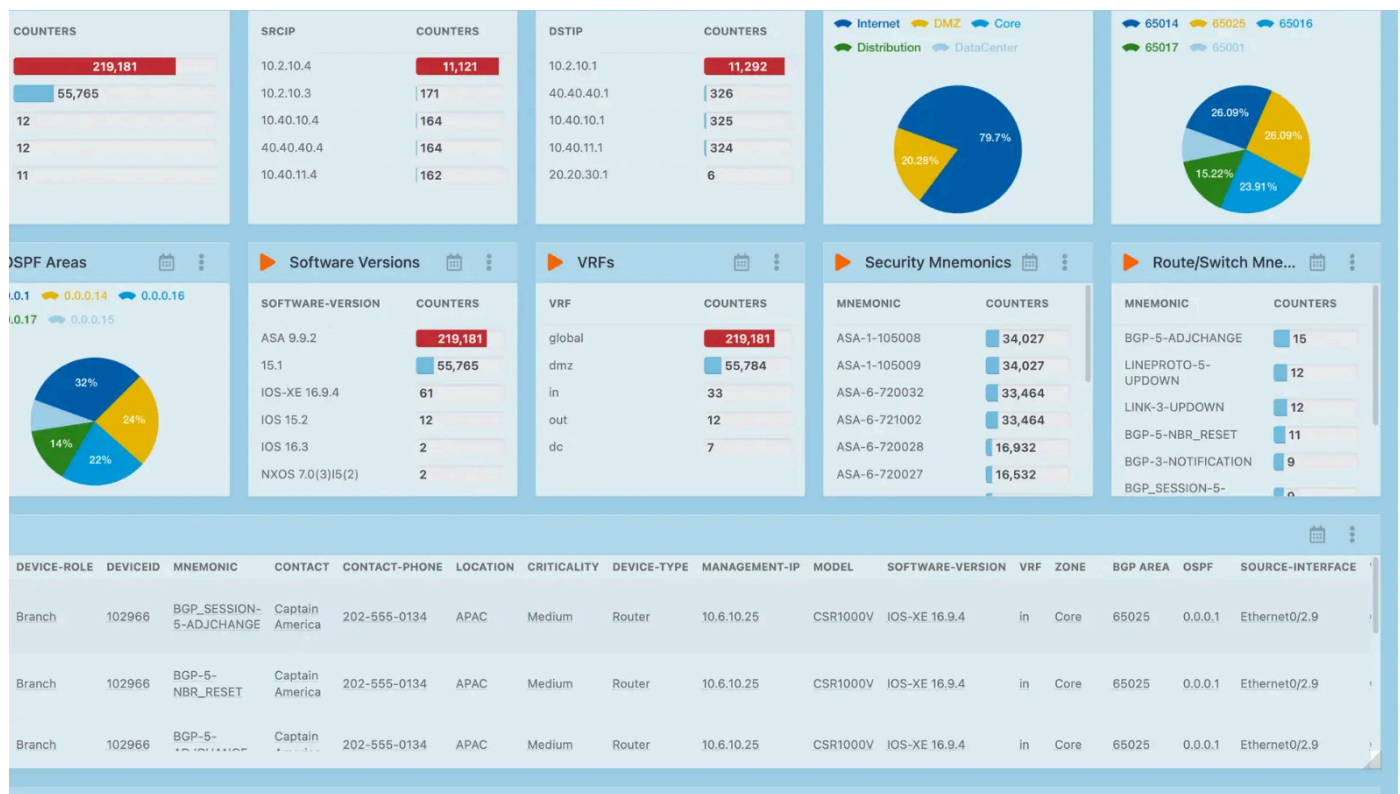 COUNTERS
219,181
55,765
12
12
11
SRCIP COUNTERS
10.2.10.4 11,121
10.2.10.3 171
10.40.10.4 164
40.40.40.4 164
10.40.11.4 162
DSTIP COUNTERS
10.2.10.1 11,292
40.40.40.1 326
10.40.10.1 325
10.40.11.1 324
20.20.30.1 6
Internet DMZ Core
Distribution DataCenter
79.7%
20.28%
65014 65025 65016
65017 65001
26.09%
26.09%
15.22%
23.91%
OSPF Areas
.0.1 0.0.0.14 0.0.0.16
.0.17 0.0.0.15
32%
24%
14%
22%
Software Versions
SOFTWARE-VERSION COUNTERS
ASA 9.9.2 219,181
15.1 55,765
IOS-XE 16.9.4 61
IOS 15.2 12
IOS 16.3 2
NXOS 7.0(3)I5(2) 2
VRFs
VRF COUNTERS
global 219,181
dmz 55,784
in 33
out 12
dc 7
Security Mnemonics
MNEMONIC COUNTERS
ASA-1-105008 34,027
ASA-1-105009 34,027
ASA-6-720032 33,464
ASA-6-721002 33,464
ASA-6-720028 16,932
ASA-6-720027 16,532
Route/Switch Mne...
MNEMONIC COUNTERS
BGP-5-ADJCHANGE 15
LINEPROTO-5-
UPDOWN 12
LINK-3-UPDOWN 12
BGP-5-NBR_RESET 11
BGP-3-NOTIFICATION 9
BGP_SESSION-5-
DEVICE-ROLE DEVICEID MNEMONIC CONTACT CONTACT-PHONE LOCATION CRITICALITY DEVICE-TYPE MANAGEMENT-IP MODEL SOFTWARE-VERSION VRF ZONE BGP AREA OSPF SOURCE-INTERFACE
Branch 102966 BGP_SESSION- Captain 202-555-0134 APAC Medium Router 10.6.10.25 CSR1000V IOS-XE 16.9.4 in Core 65025 0.0.0.1 Ethernet0/2.9
5-ADJCHANGE America
Branch 102966 BGP-5- Captain 202-555-0134 APAC Medium Router 10.6.10.25 CSR1000V IOS-XE 16.9.4 in Core 65025 0.0.0.1 Ethernet0/2.9
NBR_RESET America
Branch 102966 BGP-5- Captain 202-555-0134 APAC Medium Router 10.6.10.25 CSR1000V IOS-XE 16.9.4 in Core 65025 0.0.0.1 Ethernet0/2.9